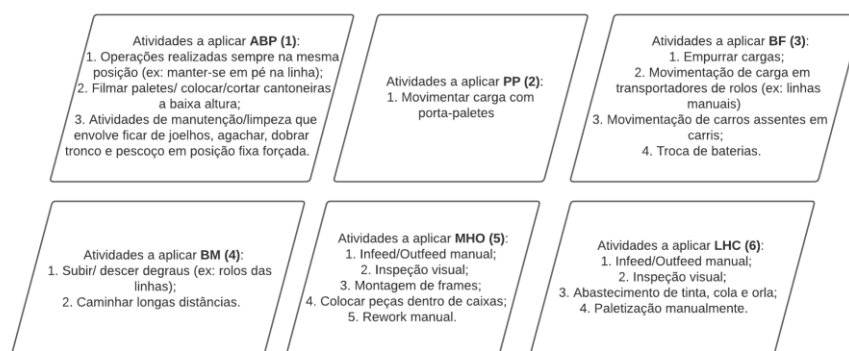 Atividades a aplicar ABP (1):
1. Operações realizadas sempre na mesma
posição (ex: manter-se em pé na linha);
2. Filmar paletes/ colocar/cortar cantoneiras
a baixa altura;
3. Atividades de manutenção/limpeza que
envolve ficar de joelhos, agachar, dobrar
tronco e pescoço em posição fixa forçada.
Atividades a aplicar PP (2):
1. Movimentar carga com
porta-paletes
Atividades a aplicar BF (3):
1. Empurrar cargas;
2. Movimentação de carga em
transportadores de rolos (ex: linhas
manuais)
3. Movimentação de carros assentes em
carris;
4. Troca de baterias.
Atividades a aplicar BM (4):
1. Subir/ descer degraus (ex: rolos das
linhas);
2. Caminhar longas distâncias.
Atividades a aplicar MHO (5):
1. Infeed/Outfeed manual;
2. Inspeção visual;
3. Montagem de frames;
4. Colocar peças dentro de caixas;
5. Rework manual.
Atividades a aplicar LHC (6):
1. Infeed/Outfeed manual;
2. Inspeção visual;
3. Abastecimento de tinta, cola e orla;
4. Paletização manualmente.